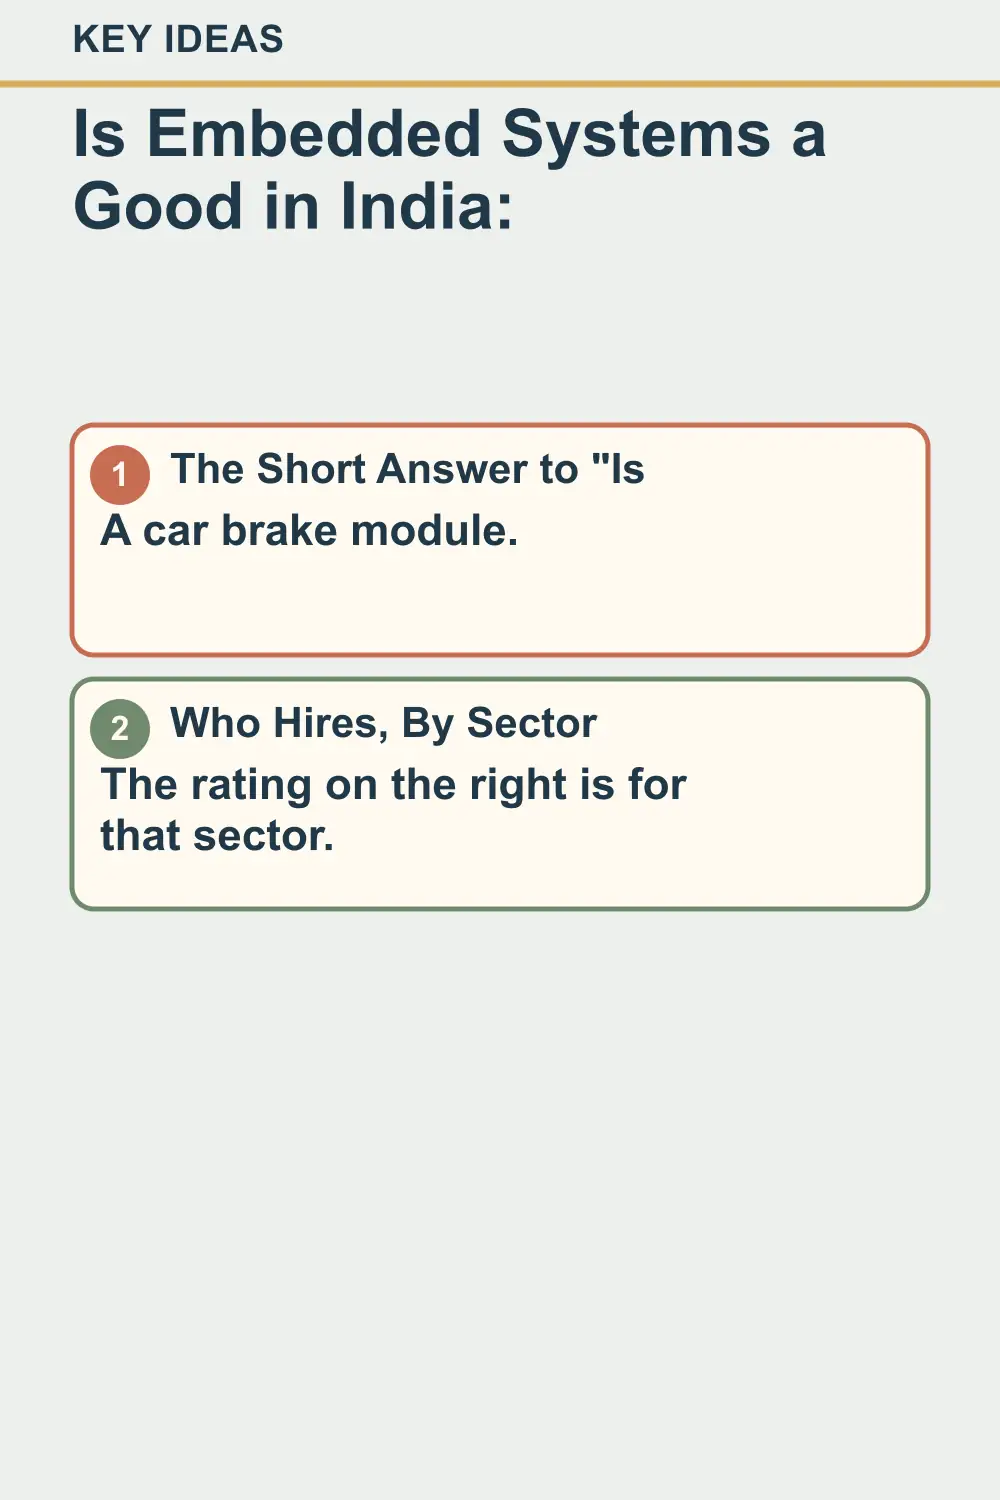 KEY IDEAS
Is Embedded Systems a
Good in India:
1
The Short Answer to "Is
A car brake module.
2
Who Hires, By Sector
The rating on the right is for
that sector.